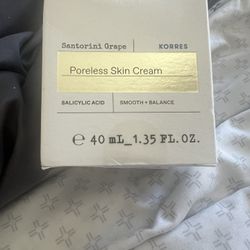 Santorini Grape KORRES
Poreless Skin Cream
SALICYLIC ACID SMOOTH + BALANCE
℮ 40 mL_1.35 FL.OZ.